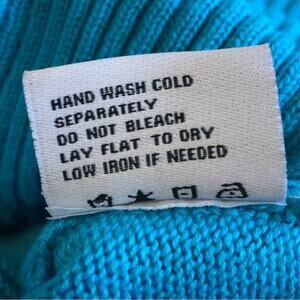 HAND WASH COLD
SEPARATELY
DO NOT BLEACH
LAY FLAT TO DRY
LOW IRON IF NEEDED